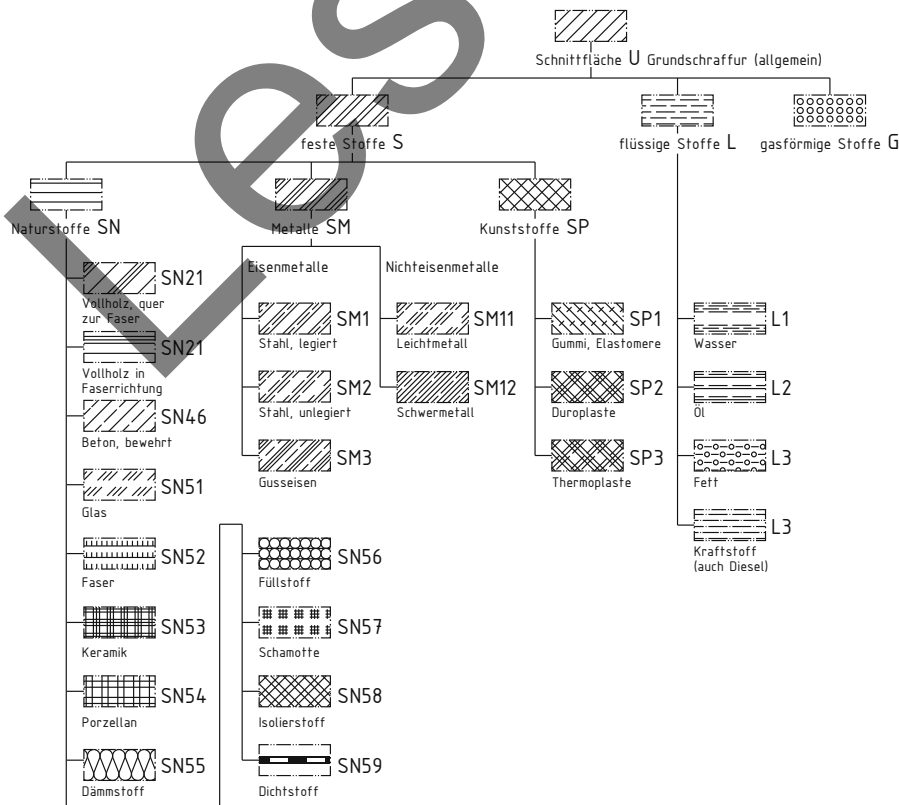 Schnittfläche U Grundschraffur (allgemein)
feste Stoffe S
flüssige Stoffe L
gasförmige Stoffe G
Naturstoffe SN
Metalle SM
Kunststoffe SP
Eisenmetalle
Nichteisenmetalle
SN21
Vollholz, quer
zur Faser
SN21
Vollholz in
Faserrichtung
SN46
Beton, bewehrt
SN51
Glas
SN52
Faser
SN53
Keramik
SN54
Porzellan
SN55
Dämmstoff
SN56
Füllstoff
SN57
Schamotte
SN58
Isolierstoff
SN59
Dichtstoff
SM1
Stahl, legiert
SM2
Stahl, unlegiert
SM3
Gusseisen
SM11
Leichtmetall
SM12
Schwermetall
SP1
Gummi, Elastomere
SP2
Duroplaste
SP3
Thermoplaste
L1
Wasser
L2
Öl
L3
Fett
L3
Kraftstoff
(auch Diesel)
Les